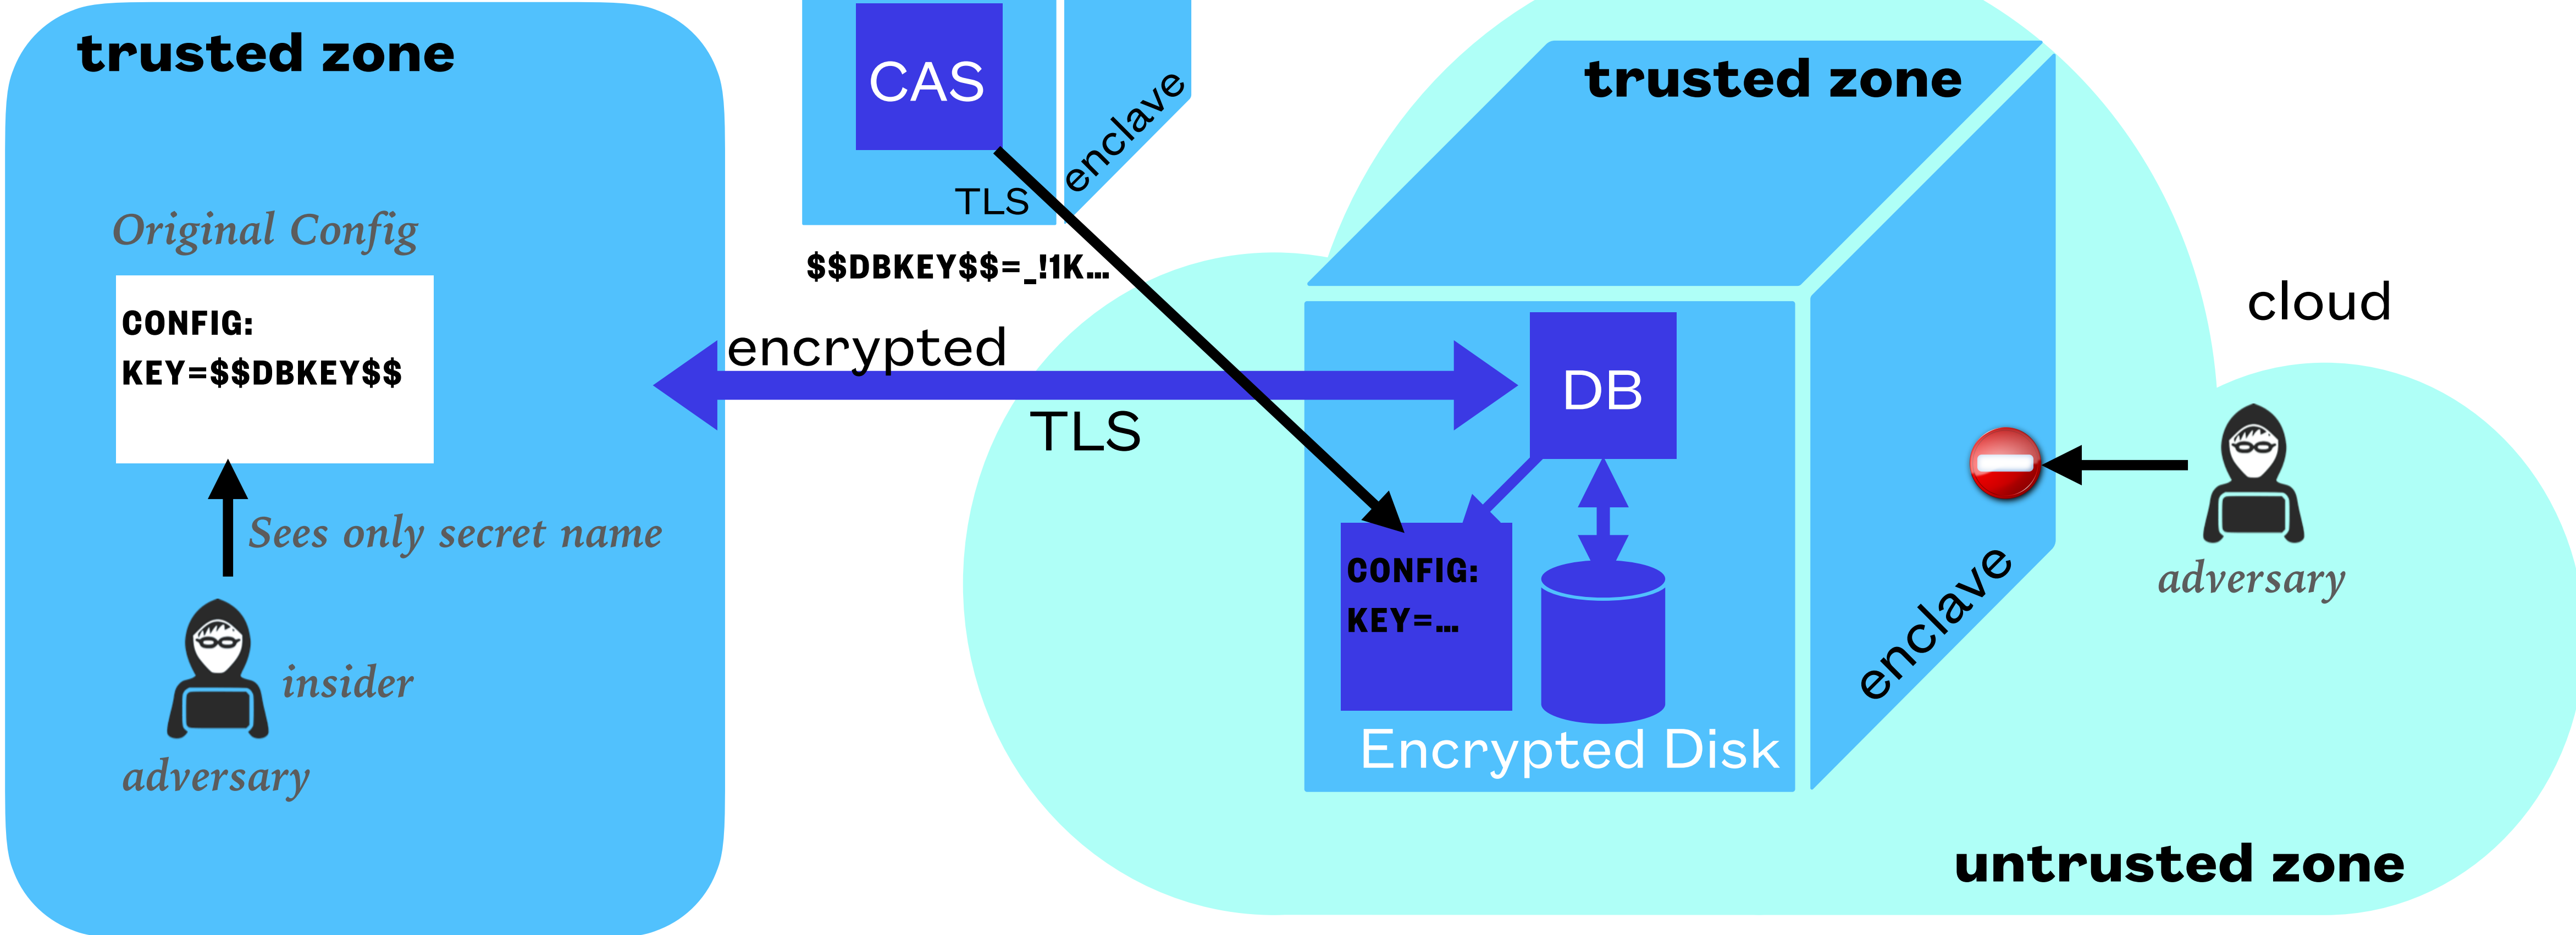 trusted zone
Original Config
CONFIG:
KEY=$$DBKEY$$
Sees only secret name
insider
adversary
CAS
TLS
enclave
$$DBKEY$$=_!1K...
encrypted
TLS
trusted zone
DB
CONFIG:
KEY=...
Encrypted Disk
enclave
cloud
adversary
untrusted zone